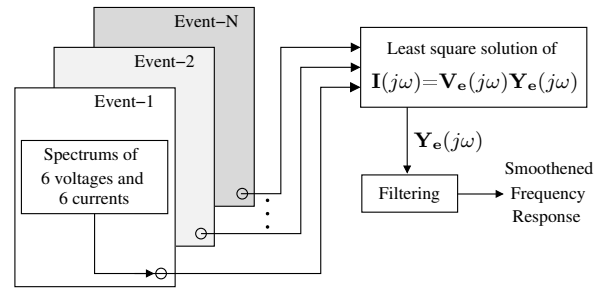 Event−N
Event−2
Event−1
Spectrums of
6 voltages and
6 currents
Least square solution of
I(jω)=Vₑ(jω)Yₑ(jω)
Yₑ(jω)
Filtering
Smoothened
Frequency
Response